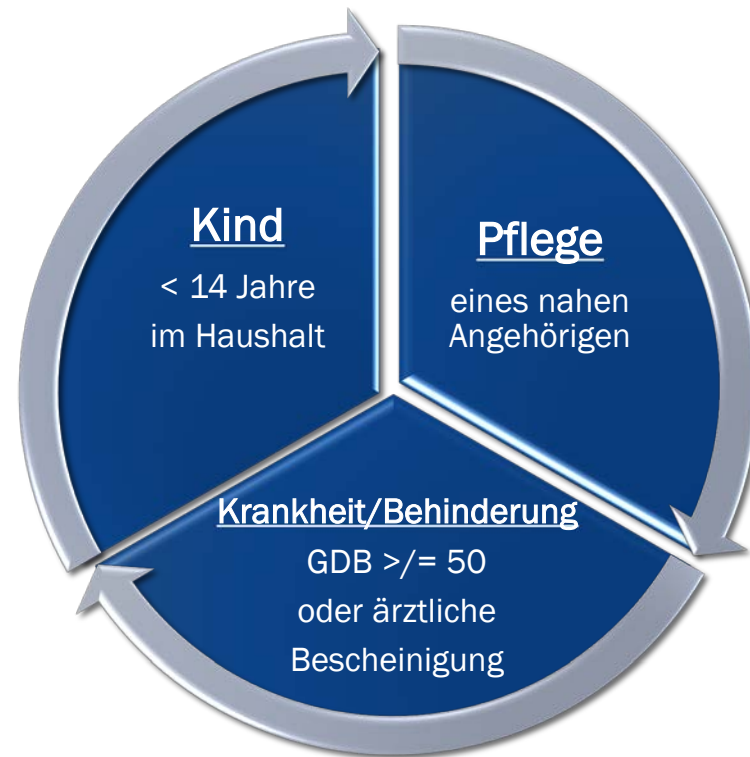 Kind
< 14 Jahre
im Haushalt
Pflege
eines nahen
Angehörigen
Krankheit/Behinderung
GDB >/= 50
oder ärztliche
Bescheinigung